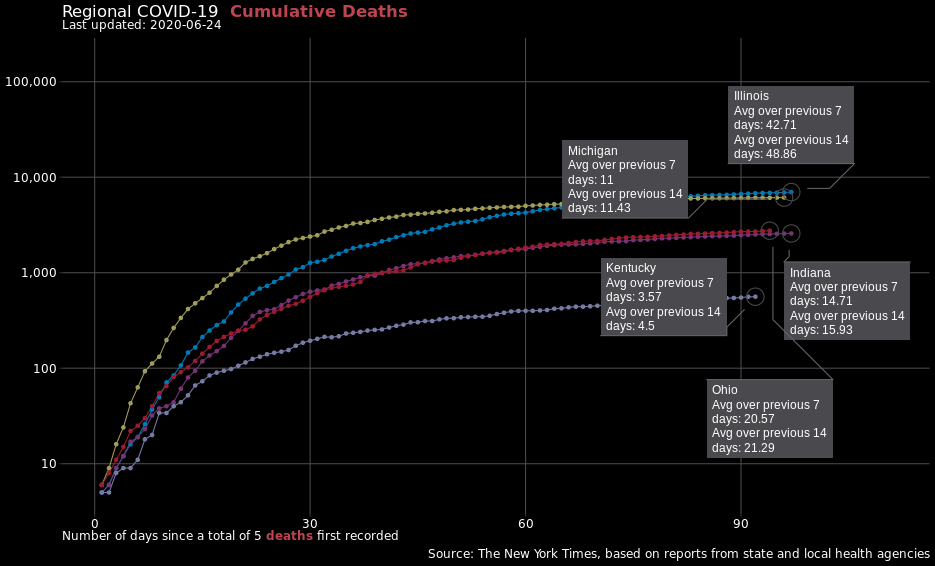 Regional COVID-19 Cumulative Deaths
Last updated: 2020-06-24
100,000
10,000
1,000
100
10
Illinois
Avg over previous 7
days: 42.71
Avg over previous 14
days: 48.86
Michigan
Avg over previous 7
days: 11
Avg over previous 14
days: 11.43
Kentucky
Avg over previous 7
days: 3.57
Avg over previous 14
days: 4.5
Indiana
Avg over previous 7
days: 14.71
Avg over previous 14
days: 15.93
Ohio
Avg over previous 7
days: 20.57
Avg over previous 14
days: 21.29
0 30 60 90
Number of days since a total of 5 deaths first recorded
Source: The New York Times, based on reports from state and local health agencies